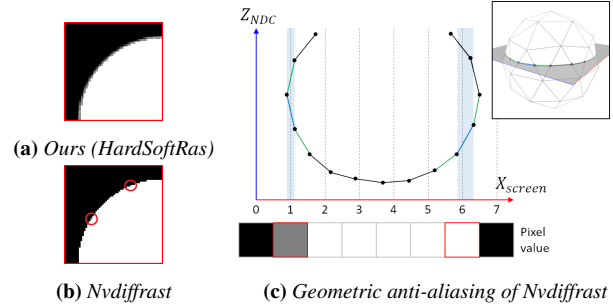 (a) Ours (HardSoftRas)
(b) Nvdiffrast
Z_NDC
X_screen
0 1 2 3 4 5 6 7
Pixel
value
(c) Geometric anti-aliasing of Nvdiffrast